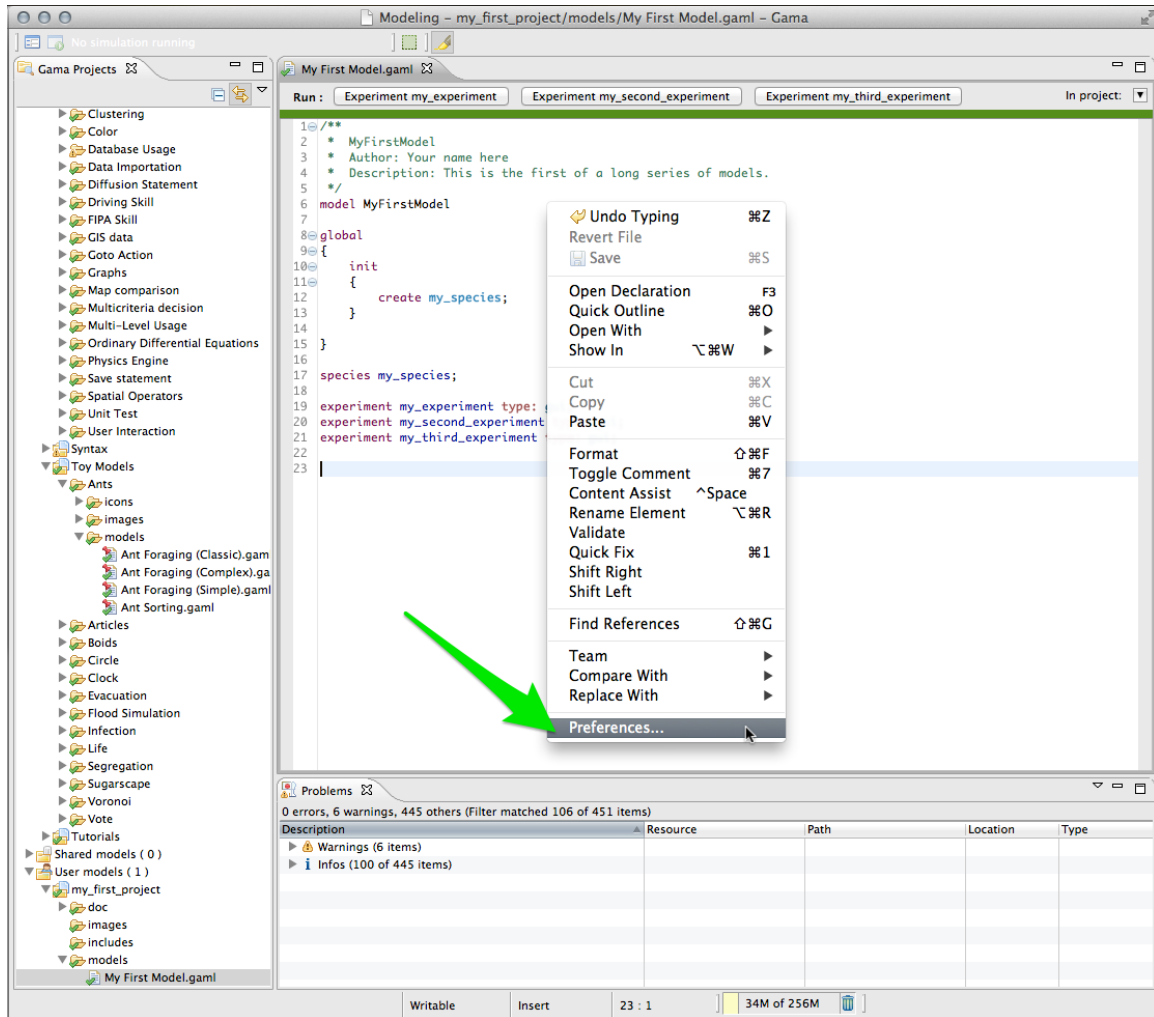 Modeling – my_first_project/models/My First Model.gaml – Gama
No simulation running
Gama Projects
Clustering
Color
Database Usage
Data Importation
Diffusion Statement
Driving Skill
FIPA Skill
GIS data
Goto Action
Graphs
Map comparison
Multicriteria decision
Multi-Level Usage
Ordinary Differential Equations
Physics Engine
Save statement
Spatial Operators
Unit Test
User Interaction
Syntax
Toy Models
Ants
icons
images
models
Ant Foraging (Classic).gam
Ant Foraging (Complex).ga
Ant Foraging (Simple).gaml
Ant Sorting.gaml
Articles
Boids
Circle
Clock
Evacuation
Flood Simulation
Infection
Life
Segregation
Sugarscape
Voronoi
Vote
Tutorials
Shared models ( 0 )
User models ( 1 )
my_first_project
doc
images
includes
models
My First Model.gaml
My First Model.gaml
Run : Experiment my_experiment Experiment my_second_experiment Experiment my_third_experiment In project:
1 /**
2 * MyFirstModel
3 * Author: Your name here
4 * Description: This is the first of a long series of models.
5 */
6 model MyFirstModel
7
8 global
9 {
10 init
11 {
12 create my_species;
13 }
14
15 }
16
17 species my_species;
18
19 experiment my_experiment type:
20 experiment my_second_experiment
21 experiment my_third_experiment
22
23
Undo Typing ⌘Z
Revert File
Save ⌘S
Open Declaration F3
Quick Outline ⌘O
Open With
Show In ⌥⌘W
Cut ⌘X
Copy ⌘C
Paste ⌘V
Format ⇧⌘F
Toggle Comment ⌘7
Content Assist ^Space
Rename Element ⌥⌘R
Validate
Quick Fix ⌘1
Shift Right
Shift Left
Find References ⇧⌘G
Team
Compare With
Replace With
Preferences...
Problems
0 errors, 6 warnings, 445 others (Filter matched 106 of 451 items)
Description Resource Path Location Type
Warnings (6 items)
Infos (100 of 445 items)
Writable Insert 23 : 1 34M of 256M